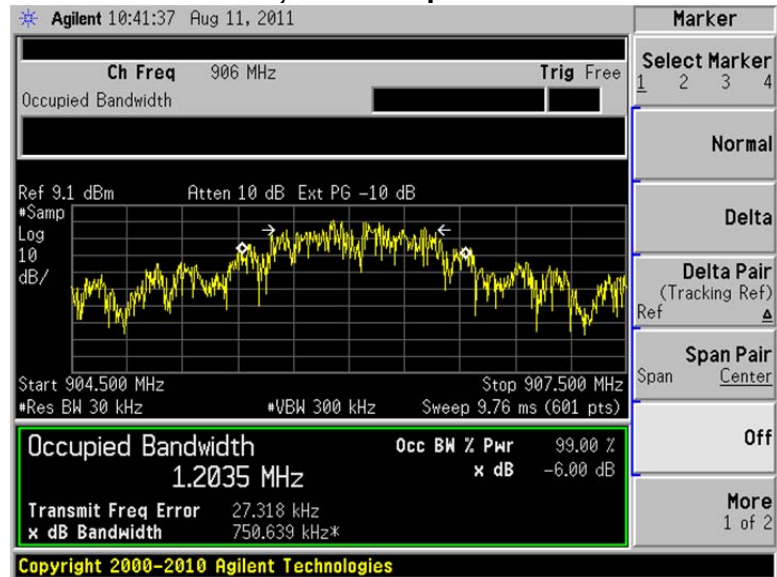 Agilent 10:41:37 Aug 11, 2011
Marker
Ch Freq 906 MHz Trig Free
Occupied Bandwidth
Select Marker
1 2 3 4
Normal
Delta
Delta Pair
(Tracking Ref)
Ref Δ
Span Pair
Span Center
Off
More
1 of 2
Ref 9.1 dBm Atten 10 dB Ext PG -10 dB
#Samp
Log
10
dB/
Start 904.500 MHz Stop 907.500 MHz
#Res BW 30 kHz #VBW 300 kHz Sweep 9.76 ms (601 pts)
Occupied Bandwidth Occ BW % Pwr 99.00 %
1.2035 MHz x dB -6.00 dB
Transmit Freq Error 27.318 kHz
x dB Bandwidth 750.639 kHz*
Copyright 2000-2010 Agilent Technologies